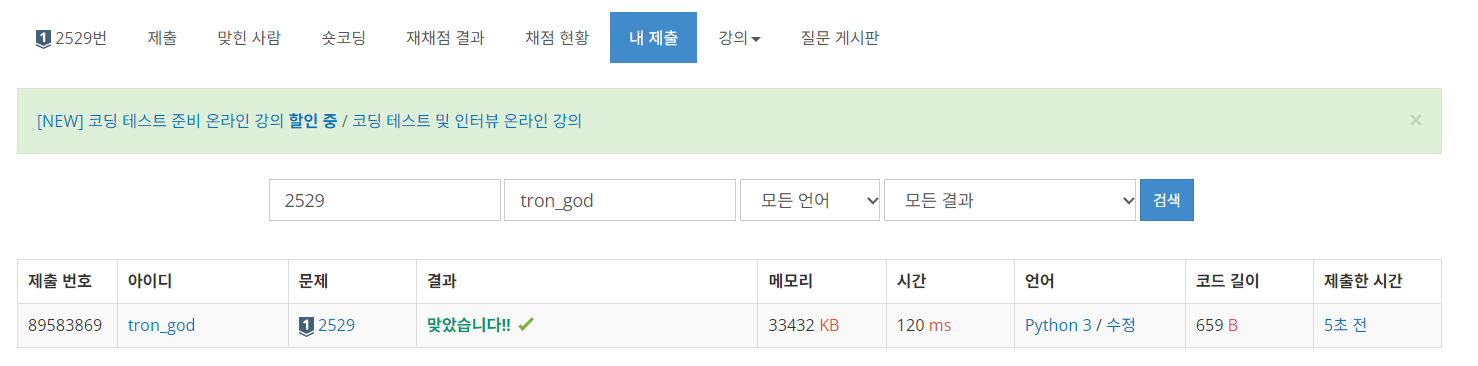 1 2529번 제출 맞힌 사람 숏코딩 재채점 결과 채점 현황 내 제출 강의 질문 게시판
[NEW] 코딩 테스트 준비 온라인 강의 할인 중 / 코딩 테스트 및 인터뷰 온라인 강의 ×
2529 tron_god 모든 언어 모든 결과 검색
제출 번호 아이디 문제 결과 메모리 시간 언어 코드 길이 제출한 시간
89583869 tron_god 1 2529 맞았습니다!! 33432 KB 120 ms Python 3 / 수정 659 B 5초 전